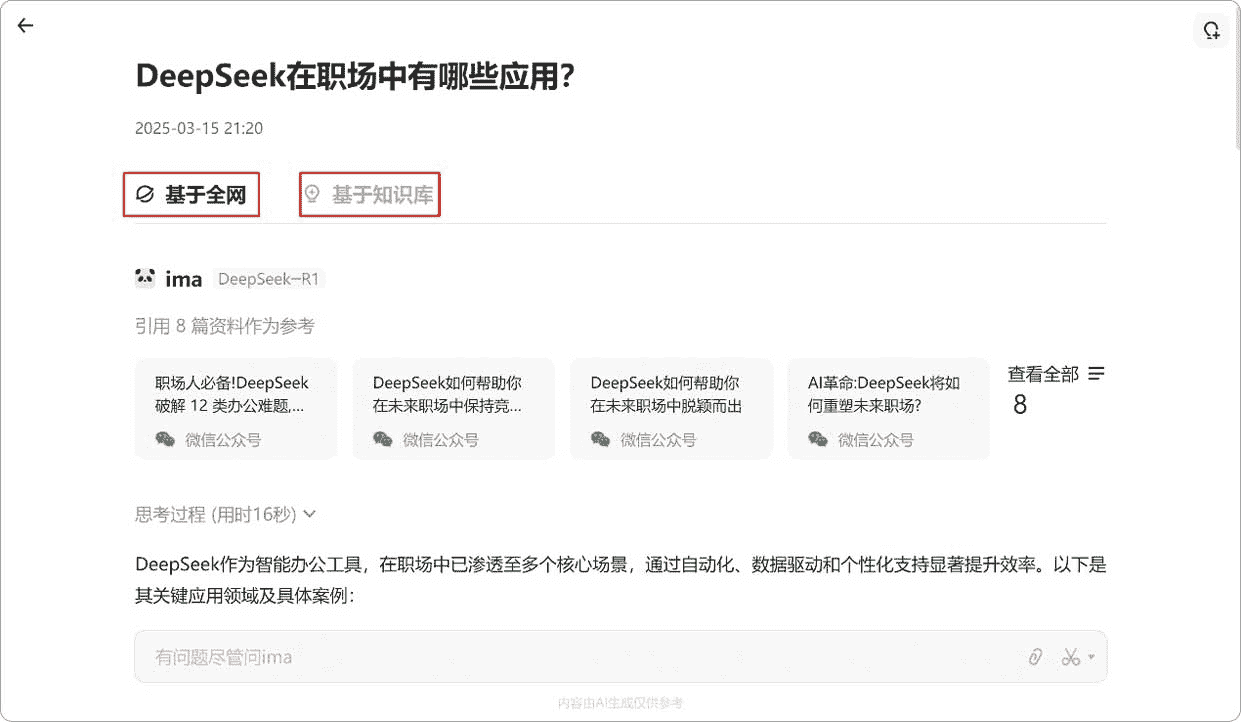 DeepSeek在职场中有哪些应用?
2025-03-15 21:20
基于全网
基于知识库
ima DeepSeek-R1
引用 8 篇资料作为参考
职场人必备!DeepSeek
破解 12 类办公难题,...
微信公众号
DeepSeek如何帮助你
在未来职场中保持竞...
微信公众号
DeepSeek如何帮助你
在未来职场中脱颖而出
微信公众号
AI革命:DeepSeek将如
何重塑未来职场?
微信公众号
查看全部
8
思考过程 (用时16秒)
DeepSeek作为智能办公工具，在职场中已渗透至多个核心场景，通过自动化、数据驱动和个性化支持显著提升效率。以下是
其关键应用领域及具体案例：
有问题尽管问ima
内容由AI生成仅供参考